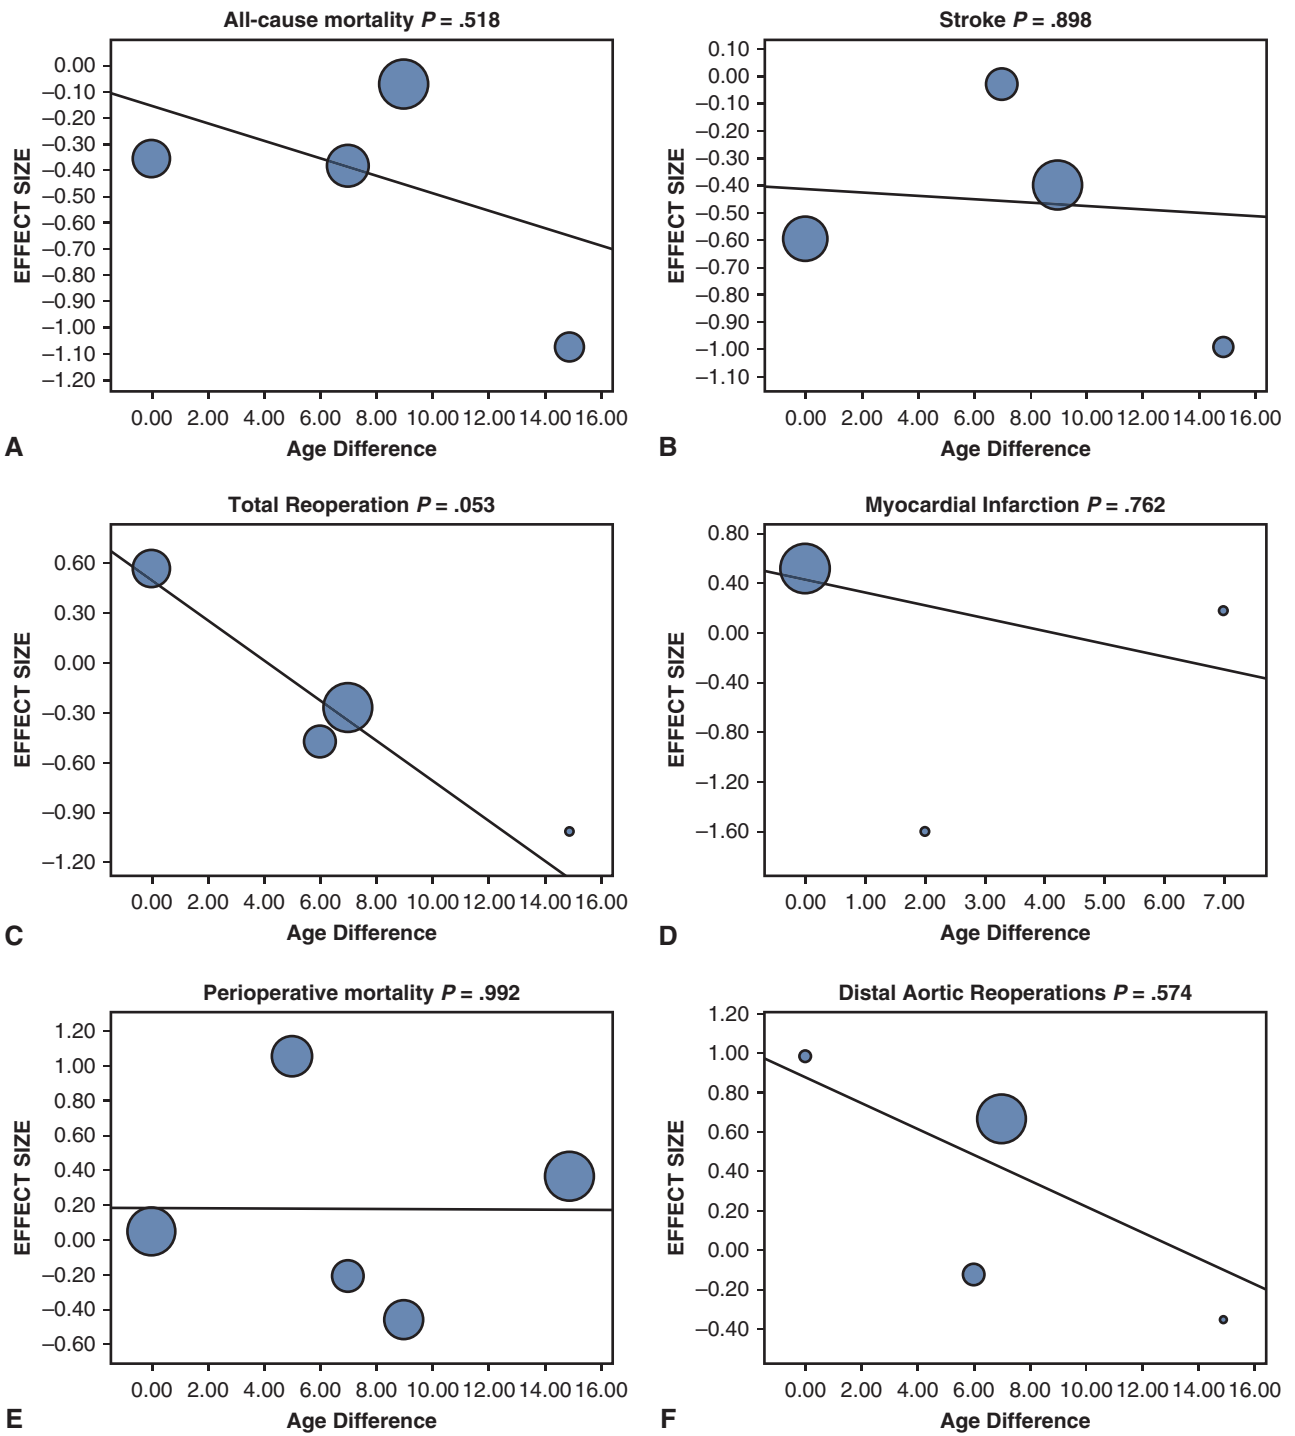 All-cause mortality P = .518
EFFECT SIZE
0.00
–0.10
–0.20
–0.30
–0.40
–0.50
–0.60
–0.70
–0.80
–0.90
–1.00
–1.10
–1.20
0.00 2.00 4.00 6.00 8.00 10.00 12.00 14.00 16.00
Age Difference
A
Stroke P = .898
EFFECT SIZE
0.10
0.00
–0.10
–0.20
–0.30
–0.40
–0.50
–0.60
–0.70
–0.80
–0.90
–1.00
–1.10
0.00 2.00 4.00 6.00 8.00 10.00 12.00 14.00 16.00
Age Difference
B
Total Reoperation P = .053
EFFECT SIZE
0.60
0.30
0.00
–0.30
–0.60
–0.90
–1.20
0.00 2.00 4.00 6.00 8.00 10.00 12.00 14.00 16.00
Age Difference
C
Myocardial Infarction P = .762
EFFECT SIZE
0.80
0.40
0.00
–0.40
–0.80
–1.20
–1.60
0.00 1.00 2.00 3.00 4.00 5.00 6.00 7.00
Age Difference
D
Perioperative mortality P = .992
EFFECT SIZE
1.20
1.00
0.80
0.60
0.40
0.20
0.00
–0.20
–0.40
–0.60
0.00 2.00 4.00 6.00 8.00 10.00 12.00 14.00 16.00
Age Difference
E
Distal Aortic Reoperations P = .574
EFFECT SIZE
1.20
1.00
0.80
0.60
0.40
0.20
0.00
–0.20
–0.40
0.00 2.00 4.00 6.00 8.00 10.00 12.00 14.00 16.00
Age Difference
F